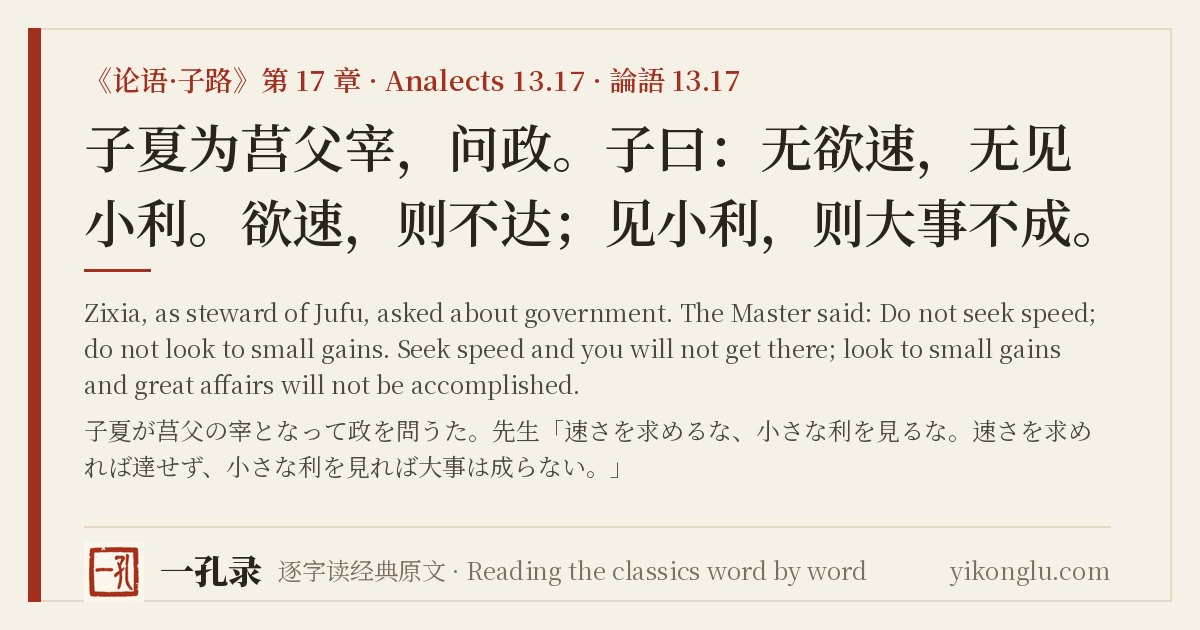 《论语·子路》第 17 章 · Analects 13.17 · 論語 13.17
子夏为莒父宰，问政。子曰：无欲速，无见
小利。欲速，则不达；见小利，则大事不成。
Zixia, as steward of Jufu, asked about government. The Master said: Do not seek speed;
do not look to small gains. Seek speed and you will not get there; look to small gains
and great affairs will not be accomplished.
子夏が莒父の宰となって政を問うた。先生「速さを求めるな、小さな利を見るな。速さを求め
れば達せず、小さな利を見れば大事は成らない。」
一孔
一孔录 逐字读经典原文 · Reading the classics word by word yikonglu.com